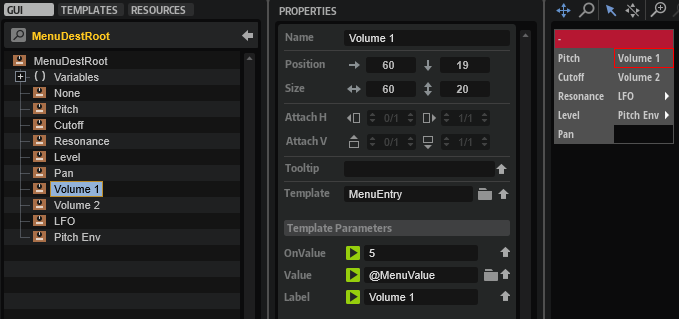 GUI TEMPLATES RESOURCES
MenuDestRoot
MenuDestRoot
( ) Variables
None
Pitch
Cutoff
Resonance
Level
Pan
Volume 1
Volume 2
LFO
Pitch Env
PROPERTIES
Name Volume 1
Position 60 19
Size 60 20
Attach H 0/1 1/1
Attach V 0/1 1/1
Tooltip
Template MenuEntry
Template Parameters
OnValue 5
Value @MenuValue
Label Volume 1
-
Pitch Volume 1
Cutoff Volume 2
Resonance LFO
Level Pitch Env
Pan